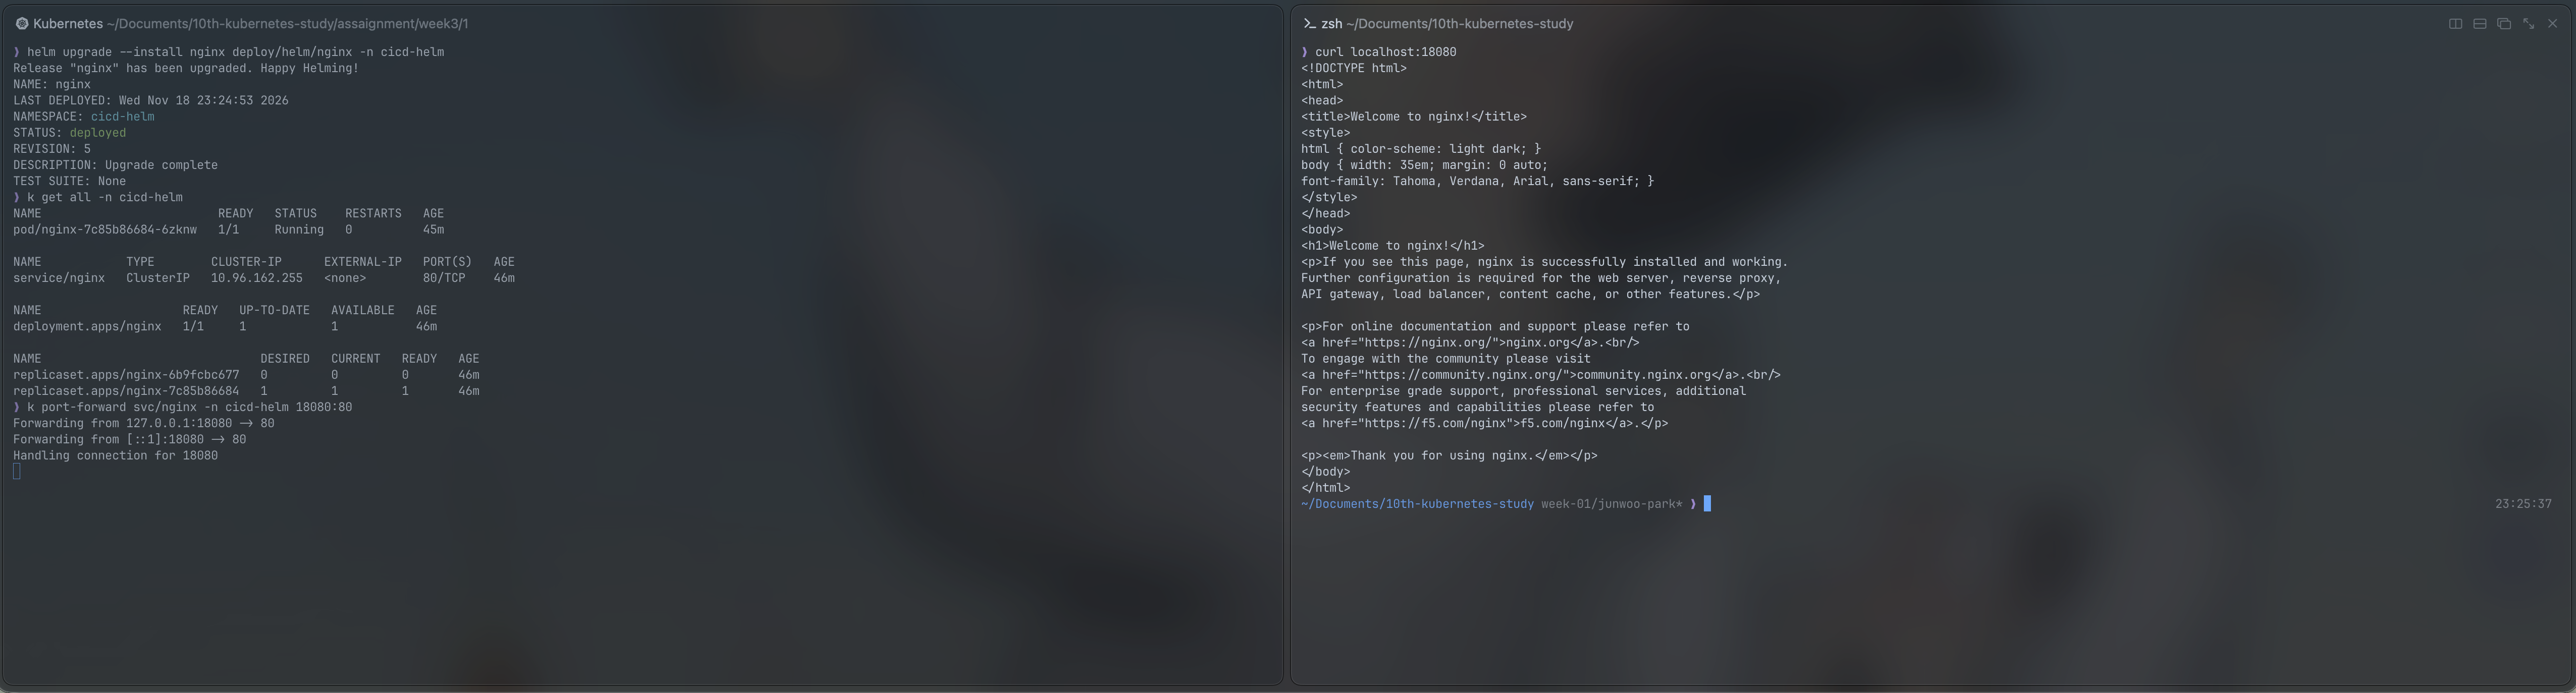 Kubernetes ~/Documents/10th-kubernetes-study/assaignment/week3/1
❯ helm upgrade --install nginx deploy/helm/nginx -n cicd-helm
Release "nginx" has been upgraded. Happy Helming!
NAME: nginx
LAST DEPLOYED: Wed Nov 18 23:24:53 2026
NAMESPACE: cicd-helm
STATUS: deployed
REVISION: 5
DESCRIPTION: Upgrade complete
TEST SUITE: None
❯ k get all -n cicd-helm
NAME                         READY   STATUS    RESTARTS   AGE
pod/nginx-7c85b86684-6zknw   1/1     Running   0          45m
NAME            TYPE        CLUSTER-IP      EXTERNAL-IP   PORT(S)   AGE
service/nginx   ClusterIP   10.96.162.255   <none>        80/TCP    46m
NAME                    READY   UP-TO-DATE   AVAILABLE   AGE
deployment.apps/nginx   1/1     1            1           46m
NAME                               DESIRED   CURRENT   READY   AGE
replicaset.apps/nginx-6b9fcbc677   0         0         0       46m
replicaset.apps/nginx-7c85b86684   1         1         1       46m
❯ k port-forward svc/nginx -n cicd-helm 18080:80
Forwarding from 127.0.0.1:18080 -> 80
Forwarding from [::1]:18080 -> 80
Handling connection for 18080
zsh ~/Documents/10th-kubernetes-study
❯ curl localhost:18080
<!DOCTYPE html>
<html>
<head>
<title>Welcome to nginx!</title>
<style>
html { color-scheme: light dark; }
body { width: 35em; margin: 0 auto;
font-family: Tahoma, Verdana, Arial, sans-serif; }
</style>
</head>
<body>
<h1>Welcome to nginx!</h1>
<p>If you see this page, nginx is successfully installed and working.
Further configuration is required for the web server, reverse proxy,
API gateway, load balancer, content cache, or other features.</p>
<p>For online documentation and support please refer to
<a href="https://nginx.org/">nginx.org</a>.<br/>
To engage with the community please visit
<a href="https://community.nginx.org/">community.nginx.org</a>.<br/>
For enterprise grade support, professional services, additional
security features and capabilities please refer to
<a href="https://f5.com/nginx">f5.com/nginx</a>.</p>
<p><em>Thank you for using nginx.</em></p>
</body>
</html>
~/Documents/10th-kubernetes-study week-01/junwoo-park* ❯ 23:25:37